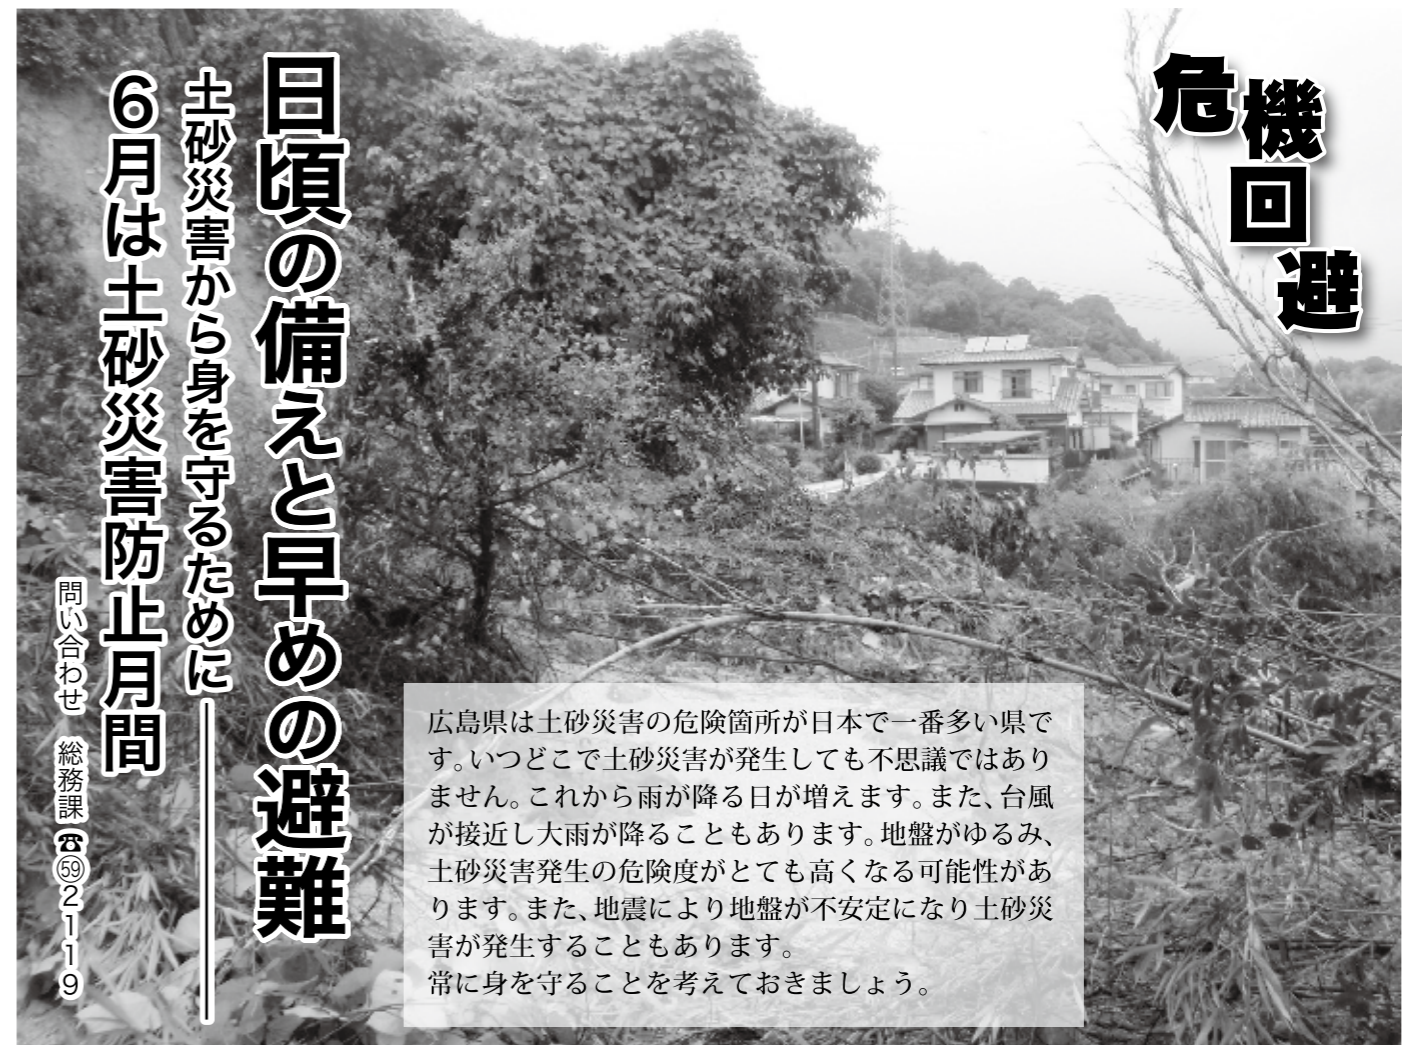 危機回避
日頃の備えと早めの避難
土砂災害から身を守るために
６月は土砂災害防止月間
問い合わせ　総務課 ☎㊾２１１９
広島県は土砂災害の危険箇所が日本で一番多い県で
す。いつどこで土砂災害が発生しても不思議ではあり
ません。これから雨が降る日が増えます。また、台風
が接近し大雨が降ることもあります。地盤がゆるみ、
土砂災害発生の危険度がとても高くなる可能性があ
ります。また、地震により地盤が不安定になり土砂災
害が発生することもあります。
常に身を守ることを考えておきましょう。